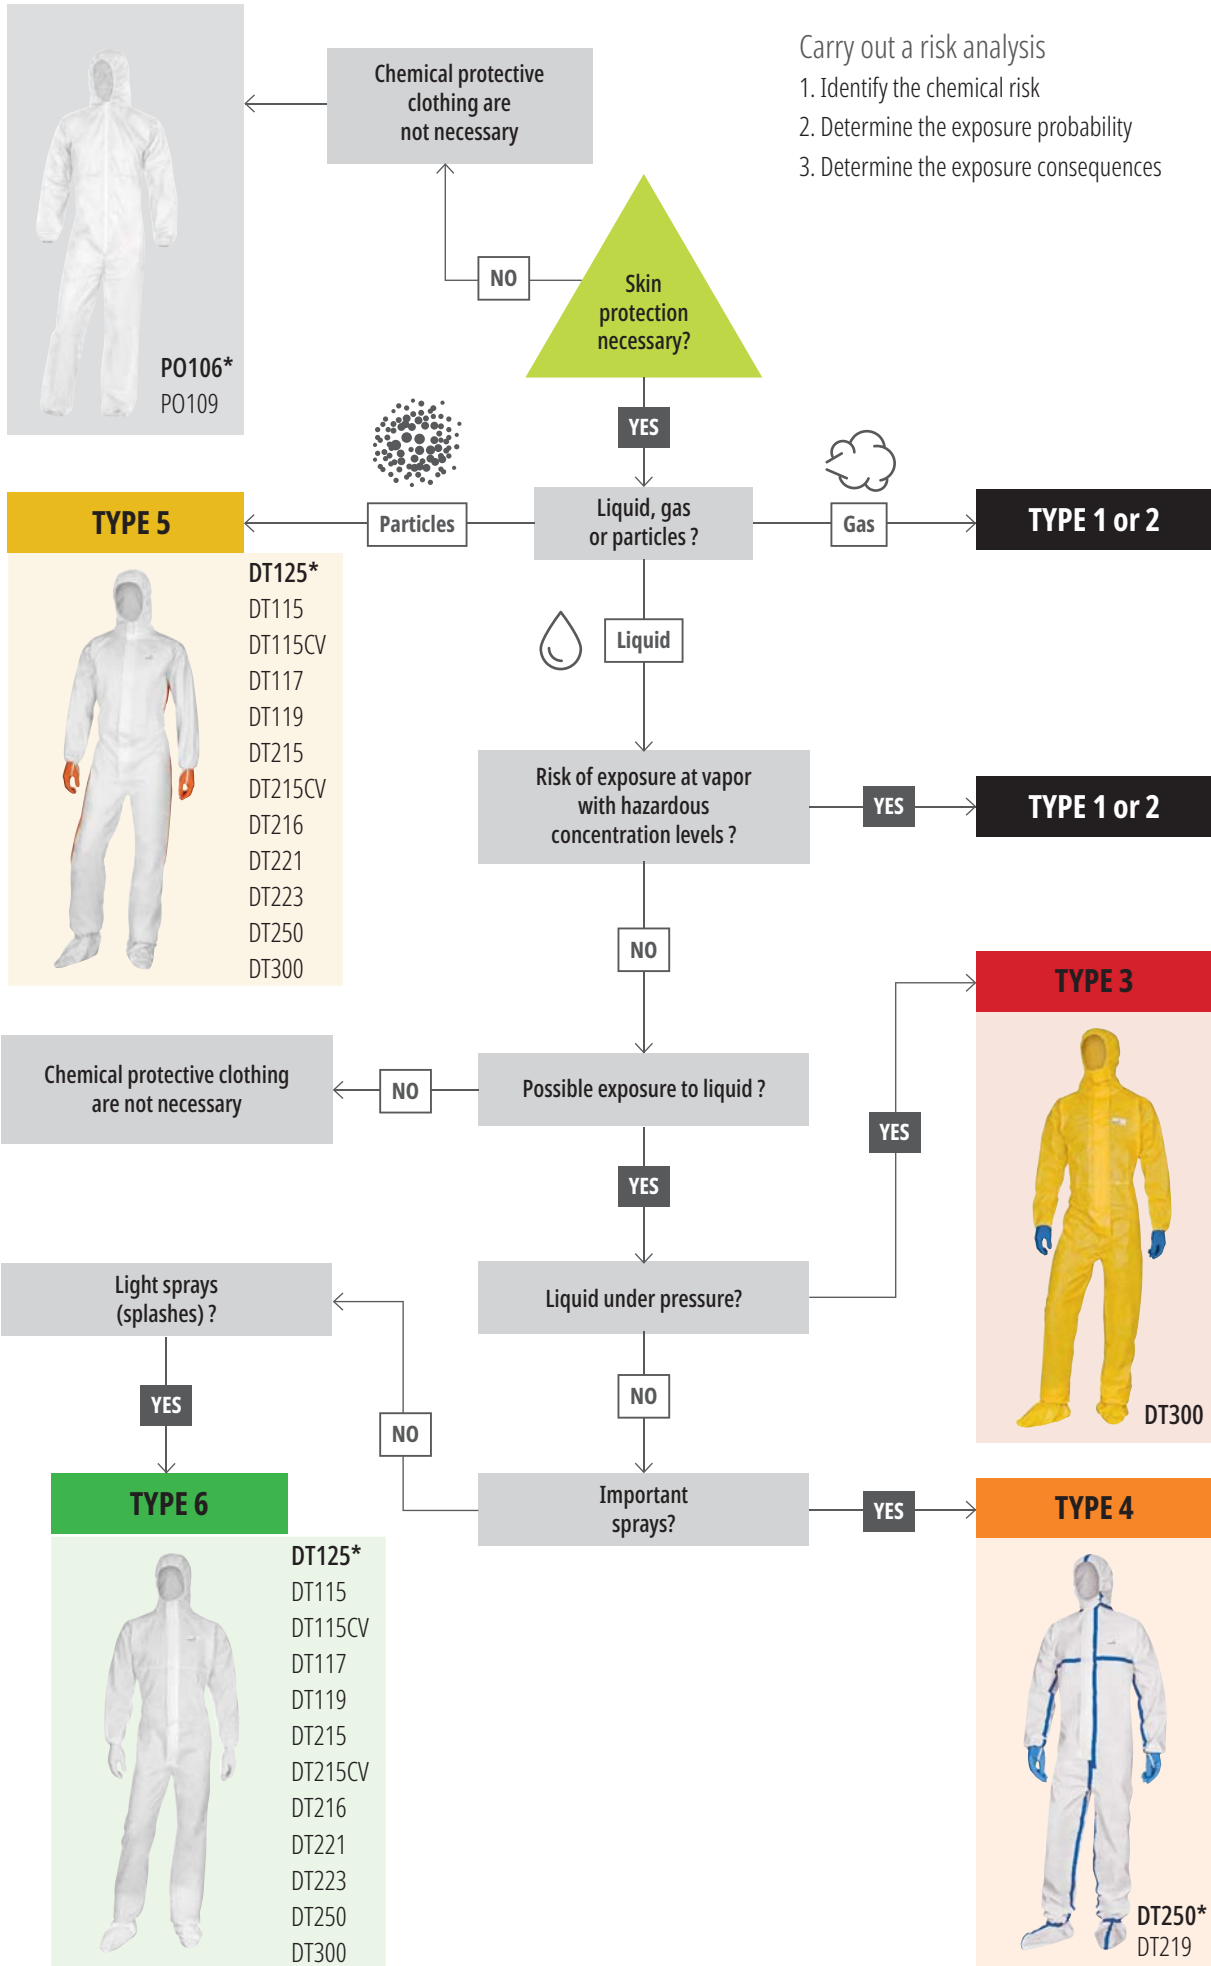 Carry out a risk analysis
1. Identify the chemical risk
2. Determine the exposure probability
3. Determine the exposure consequences
Chemical protective
clothing are
not necessary
PO106*
PO109
NO
Skin
protection
necessary?
YES
Liquid, gas
or particles ?
Particles
Gas
TYPE 5
TYPE 1 or 2
DT125*
DT115
DT115CV
DT117
DT119
DT215
DT215CV
DT216
DT221
DT223
DT250
DT300
Liquid
Risk of exposure at vapor
with hazardous
concentration levels ?
YES
TYPE 1 or 2
NO
Possible exposure to liquid ?
NO
Chemical protective clothing
are not necessary
YES
Liquid under pressure?
YES
TYPE 3
DT300
NO
Important
sprays?
YES
TYPE 4
DT250*
DT219
NO
Light sprays
(splashes) ?
YES
TYPE 6
DT125*
DT115
DT115CV
DT117
DT119
DT215
DT215CV
DT216
DT221
DT223
DT250
DT300